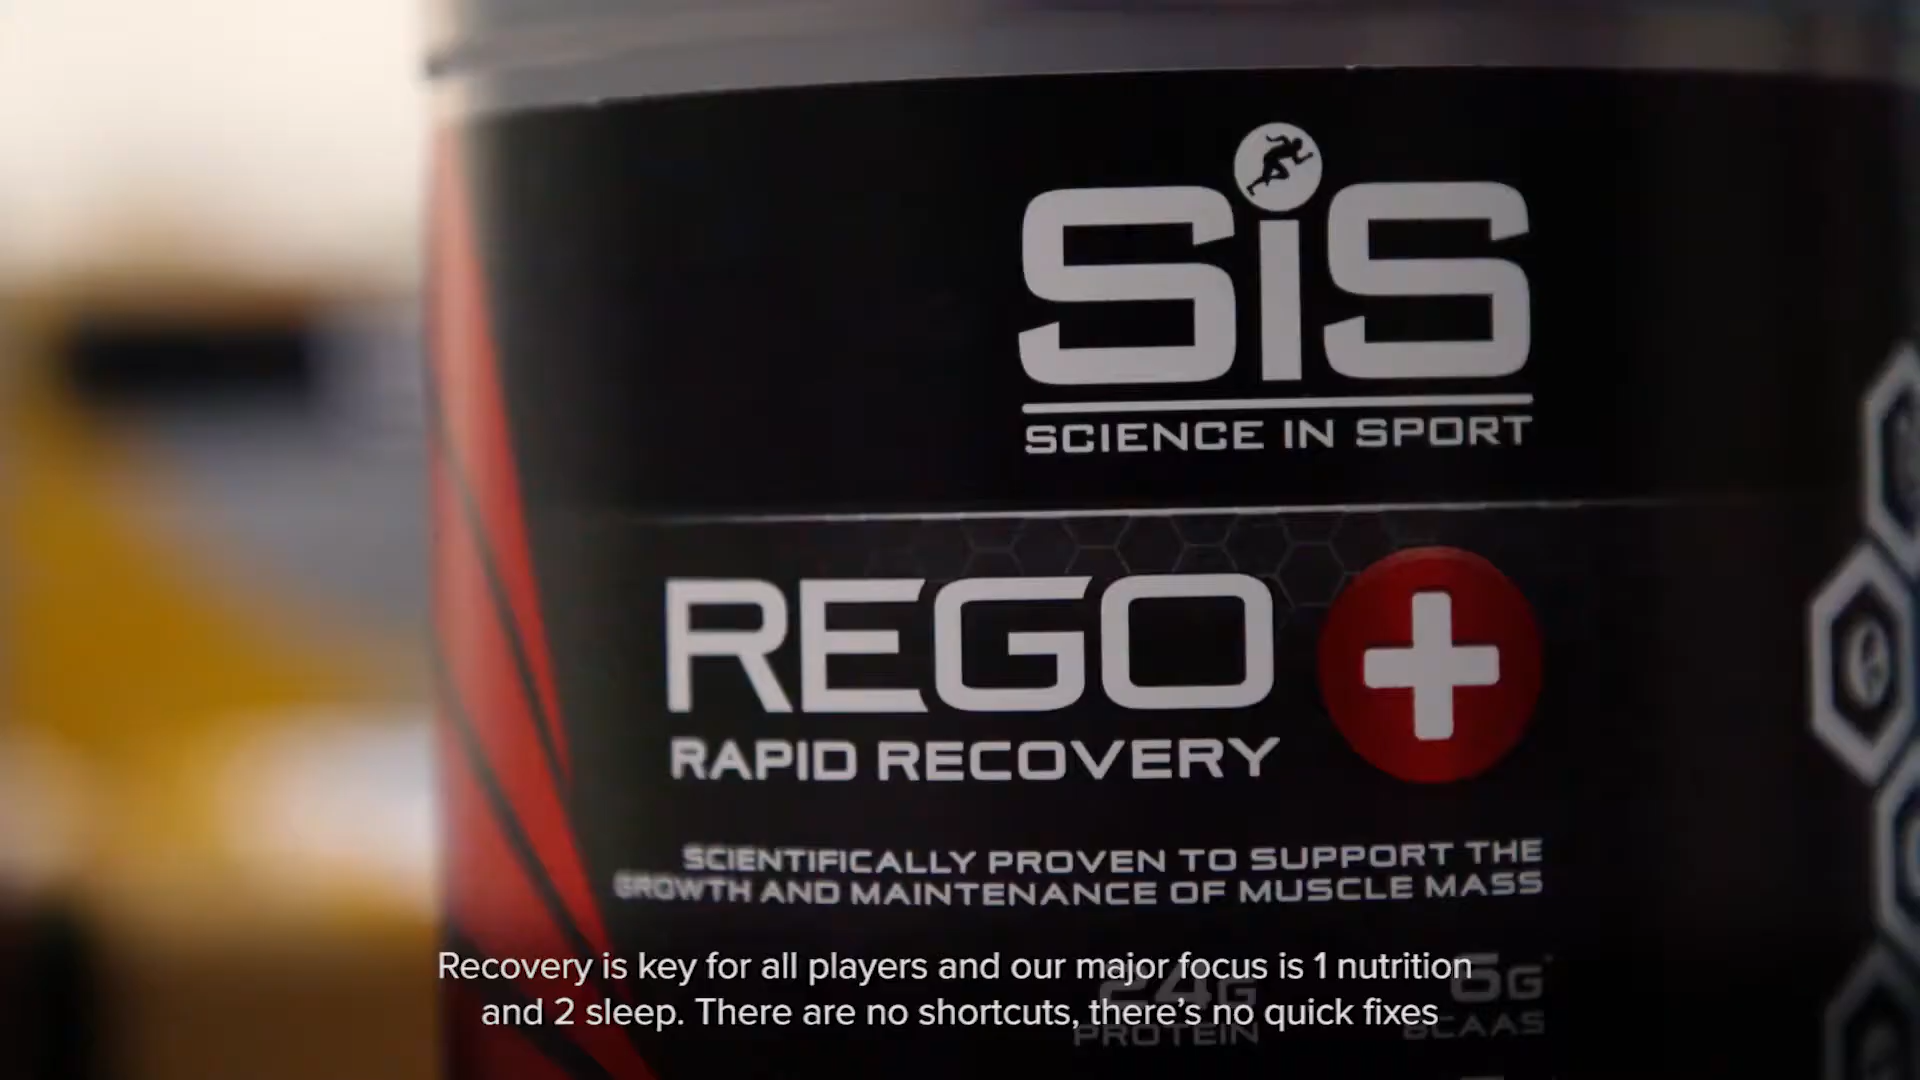 SiS
SCIENCE IN SPORT
REGO +
RAPID RECOVERY
SCIENTIFICALLY PROVEN TO SUPPORT THE
GROWTH AND MAINTENANCE OF MUSCLE MASS
24G 6G
PROTEIN BCAAS
Recovery is key for all players and our major focus is 1 nutrition
and 2 sleep. There are no shortcuts, there's no quick fixes